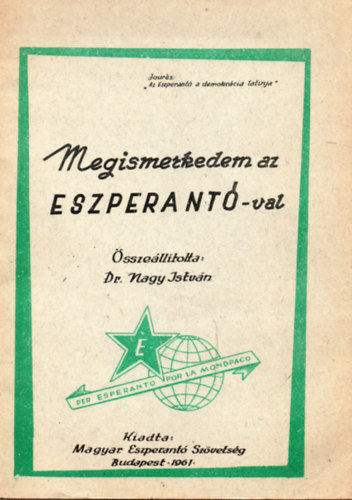 Jaurès:
"Az Eszperantó a demokrácia latinja"
Megismerkedem az
ESZPERANTÓ-val
Összeállította:
Dr. Nagy István
E
PER ESPERANTO POR LA MONDPACO
Kiadta:
Magyar Eszperantó Szövetség
Budapest · 1961 ·